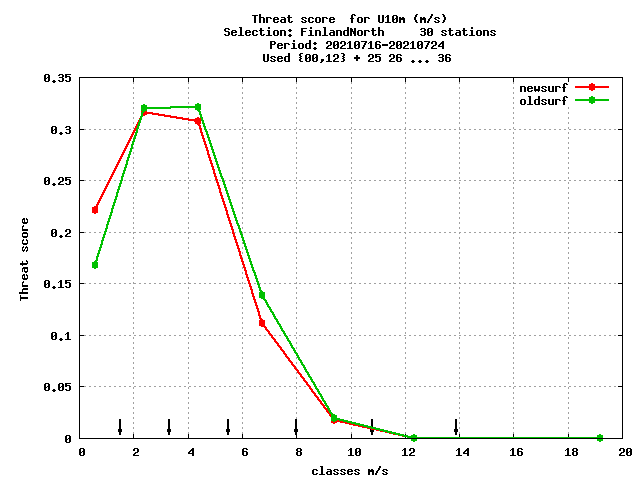 Threat score  for U10m (m/s)
Selection: FinlandNorth     30 stations
Period: 20210716-20210724
Used {00,12} + 25 26 ... 36
newsurf
oldsurf
0.35
0.3
0.25
0.2
0.15
0.1
0.05
0
Threat score
0 2 4 6 8 10 12 14 16 18 20
classes m/s